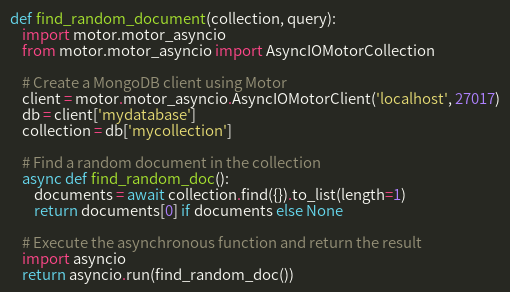 def find_random_document(collection, query):
    import motor.motor_asyncio
    from motor.motor_asyncio import AsyncIOMotorCollection

    # Create a MongoDB client using Motor
    client = motor.motor_asyncio.AsyncIOMotorClient('localhost', 27017)
    db = client['mydatabase']
    collection = db['mycollection']

    # Find a random document in the collection
    async def find_random_doc():
        documents = await collection.find({}).to_list(length=1)
        return documents[0] if documents else None

    # Execute the asynchronous function and return the result
    import asyncio
    return asyncio.run(find_random_doc())